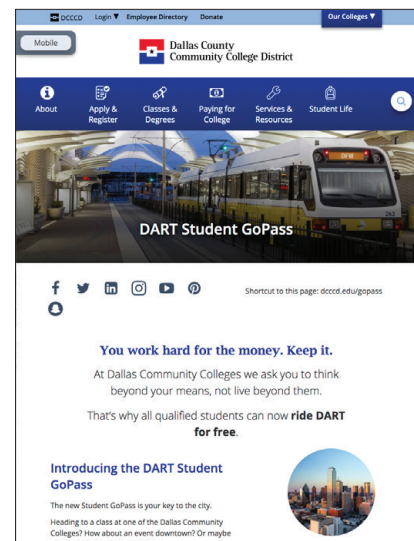 DCCCD Login ▼ Employee Directory Donate Our Colleges ▼
Mobile
Dallas County
Community College District
About Apply & Register Classes & Degrees Paying for College Services & Resources Student Life
DFW
DART Student GoPass
Shortcut to this page: dcccd.edu/gopass
You work hard for the money. Keep it.
At Dallas Community Colleges we ask you to think
beyond your means, not live beyond them.
That's why all qualified students can now ride DART
for free.
Introducing the DART Student
GoPass
The new Student GoPass is your key to the city.
Heading to a class at one of the Dallas Community
Colleges? How about an event downtown? Or maybe